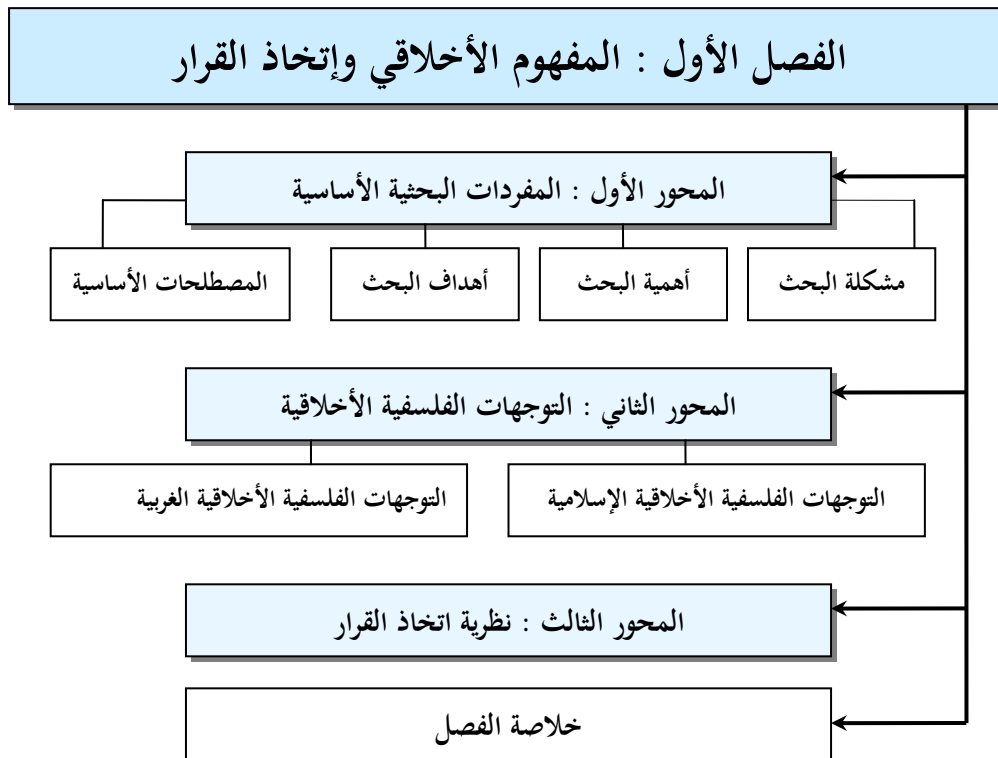 الفصل الأول : المفهوم الأخلاقي وإتخاذ القرار
المحور الأول : المفردات البحثية الأساسية
مشكلة البحث
أهمية البحث
أهداف البحث
المصطلحات الأساسية
المحور الثاني : التوجهات الفلسفية الأخلاقية
التوجهات الفلسفية الأخلاقية الإسلامية
التوجهات الفلسفية الأخلاقية الغربية
المحور الثالث : نظرية اتخاذ القرار
خلاصة الفصل